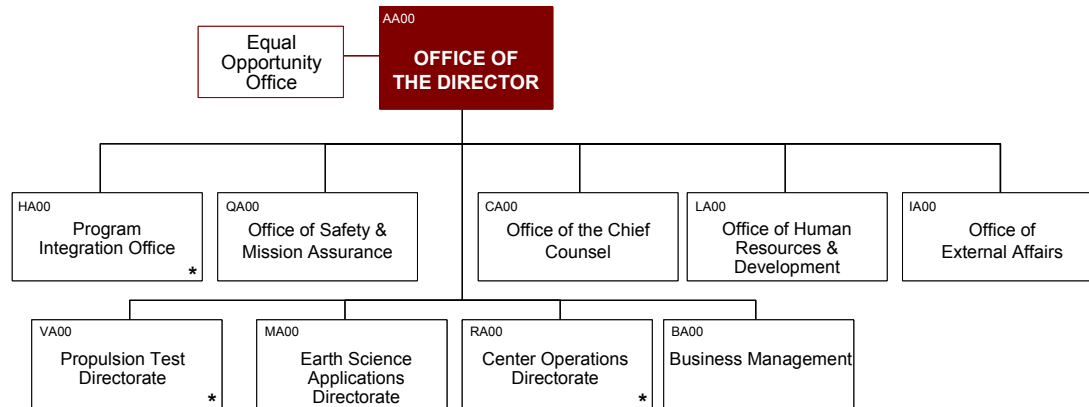 AA00
OFFICE OF
THE DIRECTOR
Equal
Opportunity
Office
HA00
Program
Integration Office
*
QA00
Office of Safety &
Mission Assurance
CA00
Office of the Chief
Counsel
LA00
Office of Human
Resources &
Development
IA00
Office of
External Affairs
VA00
Propulsion Test
Directorate
*
MA00
Earth Science
Applications
Directorate
RA00
Center Operations
Directorate
*
BA00
Business Management